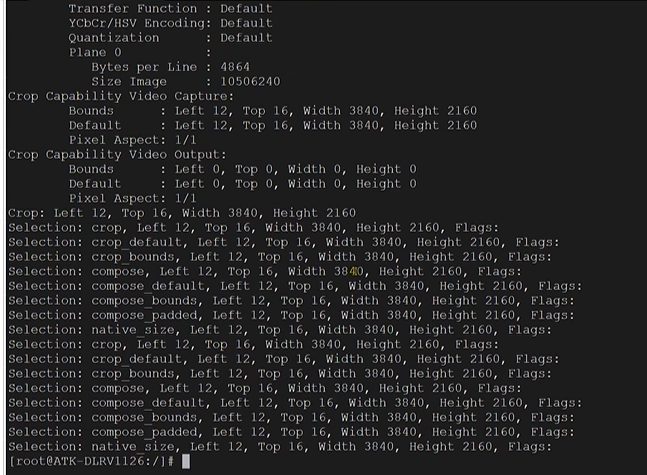 Transfer Function : Default
YCbCr/HSV Encoding: Default
Quantization      : Default
Plane 0           :
Bytes per Line : 4864
Size Image     : 10506240
Crop Capability Video Capture:
Bounds      : Left 12, Top 16, Width 3840, Height 2160
Default     : Left 12, Top 16, Width 3840, Height 2160
Pixel Aspect: 1/1
Crop Capability Video Output:
Bounds      : Left 0, Top 0, Width 0, Height 0
Default     : Left 0, Top 0, Width 0, Height 0
Pixel Aspect: 1/1
Crop: Left 12, Top 16, Width 3840, Height 2160
Selection: crop, Left 12, Top 16, Width 3840, Height 2160, Flags:
Selection: crop_default, Left 12, Top 16, Width 3840, Height 2160, Flags:
Selection: crop_bounds, Left 12, Top 16, Width 3840, Height 2160, Flags:
Selection: compose, Left 12, Top 16, Width 3840, Height 2160, Flags:
Selection: compose_default, Left 12, Top 16, Width 3840, Height 2160, Flags:
Selection: compose_bounds, Left 12, Top 16, Width 3840, Height 2160, Flags:
Selection: compose_padded, Left 12, Top 16, Width 3840, Height 2160, Flags:
Selection: native_size, Left 12, Top 16, Width 3840, Height 2160, Flags:
Selection: crop, Left 12, Top 16, Width 3840, Height 2160, Flags:
Selection: crop_default, Left 12, Top 16, Width 3840, Height 2160, Flags:
Selection: crop_bounds, Left 12, Top 16, Width 3840, Height 2160, Flags:
Selection: compose, Left 12, Top 16, Width 3840, Height 2160, Flags:
Selection: compose_default, Left 12, Top 16, Width 3840, Height 2160, Flags:
Selection: compose_bounds, Left 12, Top 16, Width 3840, Height 2160, Flags:
Selection: compose_padded, Left 12, Top 16, Width 3840, Height 2160, Flags:
Selection: native_size, Left 12, Top 16, Width 3840, Height 2160, Flags:
[root@ATK-DLRV1126:/]#